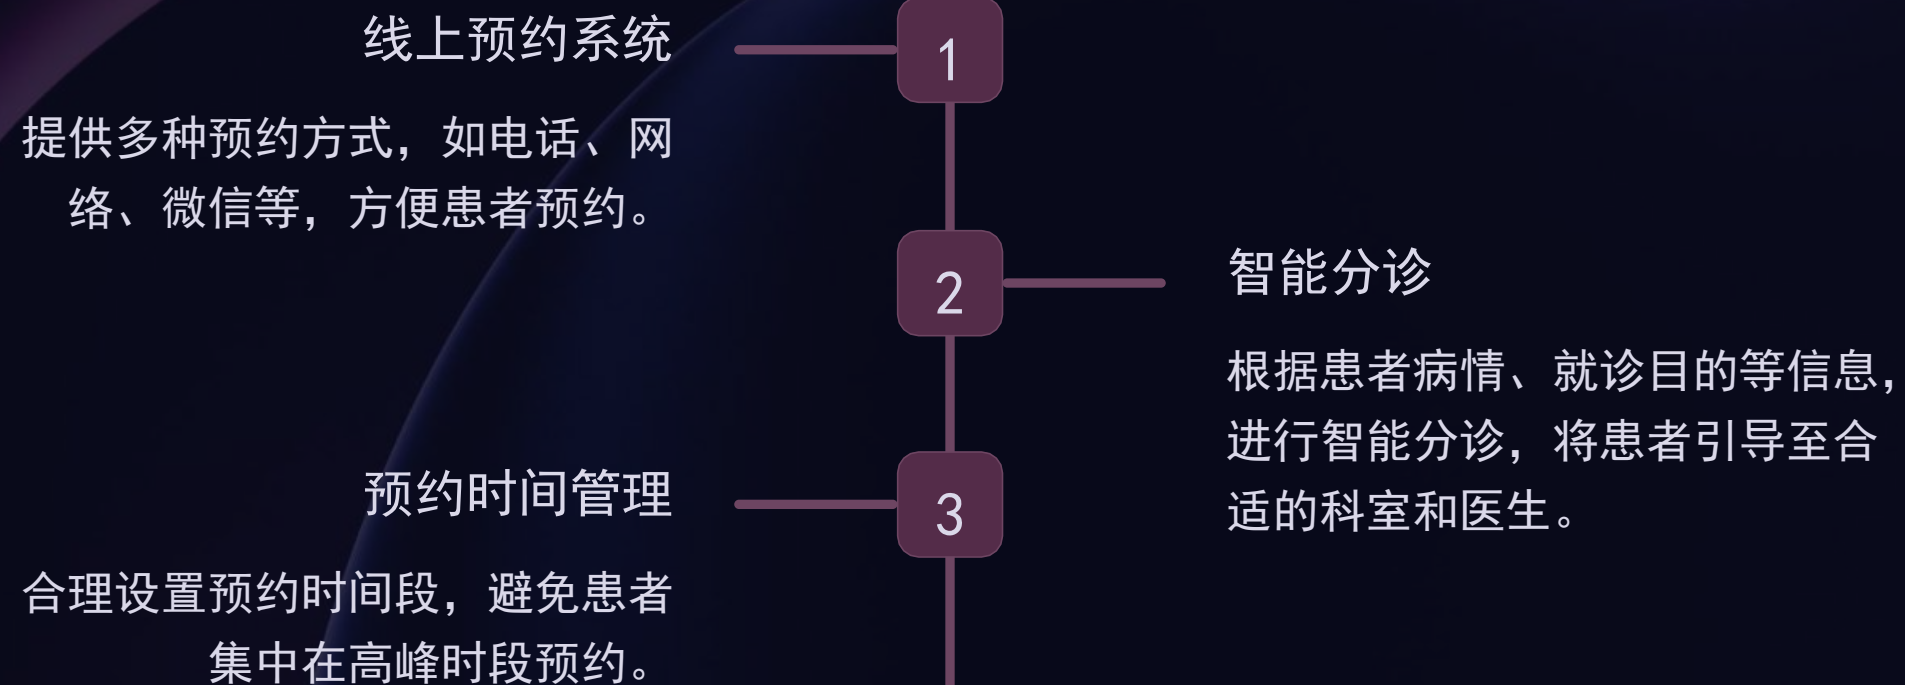 线上预约系统
1
提供多种预约方式，如电话、网
络、微信等，方便患者预约。
2
智能分诊
根据患者病情、就诊目的等信息，
进行智能分诊，将患者引导至合
适的科室和医生。
预约时间管理
3
合理设置预约时间段，避免患者
集中在高峰时段预约。